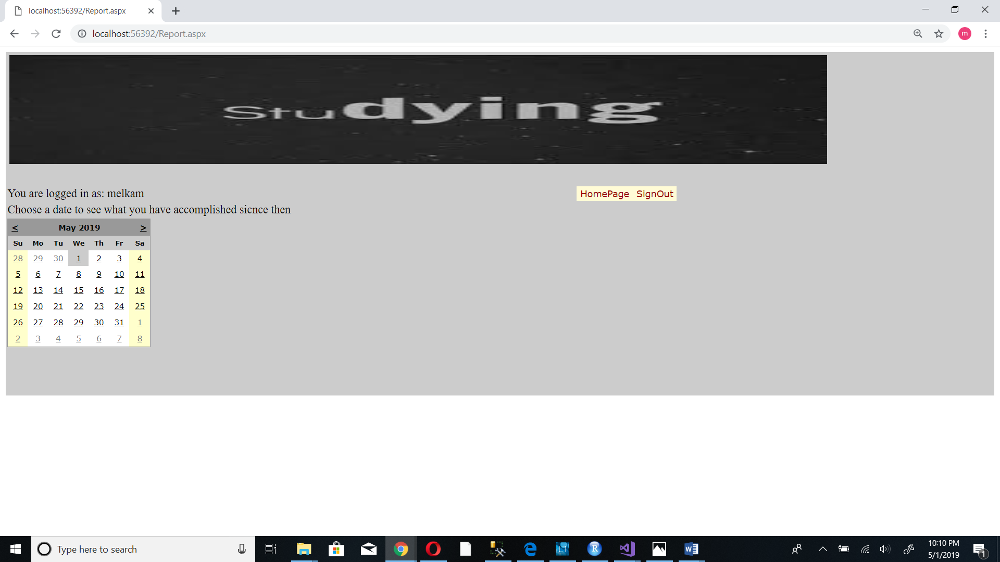 localhost:56392/Report.aspx
localhost:56392/Report.aspx
m
Studying
You are logged in as: melkam
HomePage SignOut
Choose a date to see what you have accomplished sicnce then
< May 2019 >
Su Mo Tu We Th Fr Sa
28 29 30 1 2 3 4
5 6 7 8 9 10 11
12 13 14 15 16 17 18
19 20 21 22 23 24 25
26 27 28 29 30 31 1
2 3 4 5 6 7 8
Type here to search
R
W
10:10 PM
5/1/2019
1